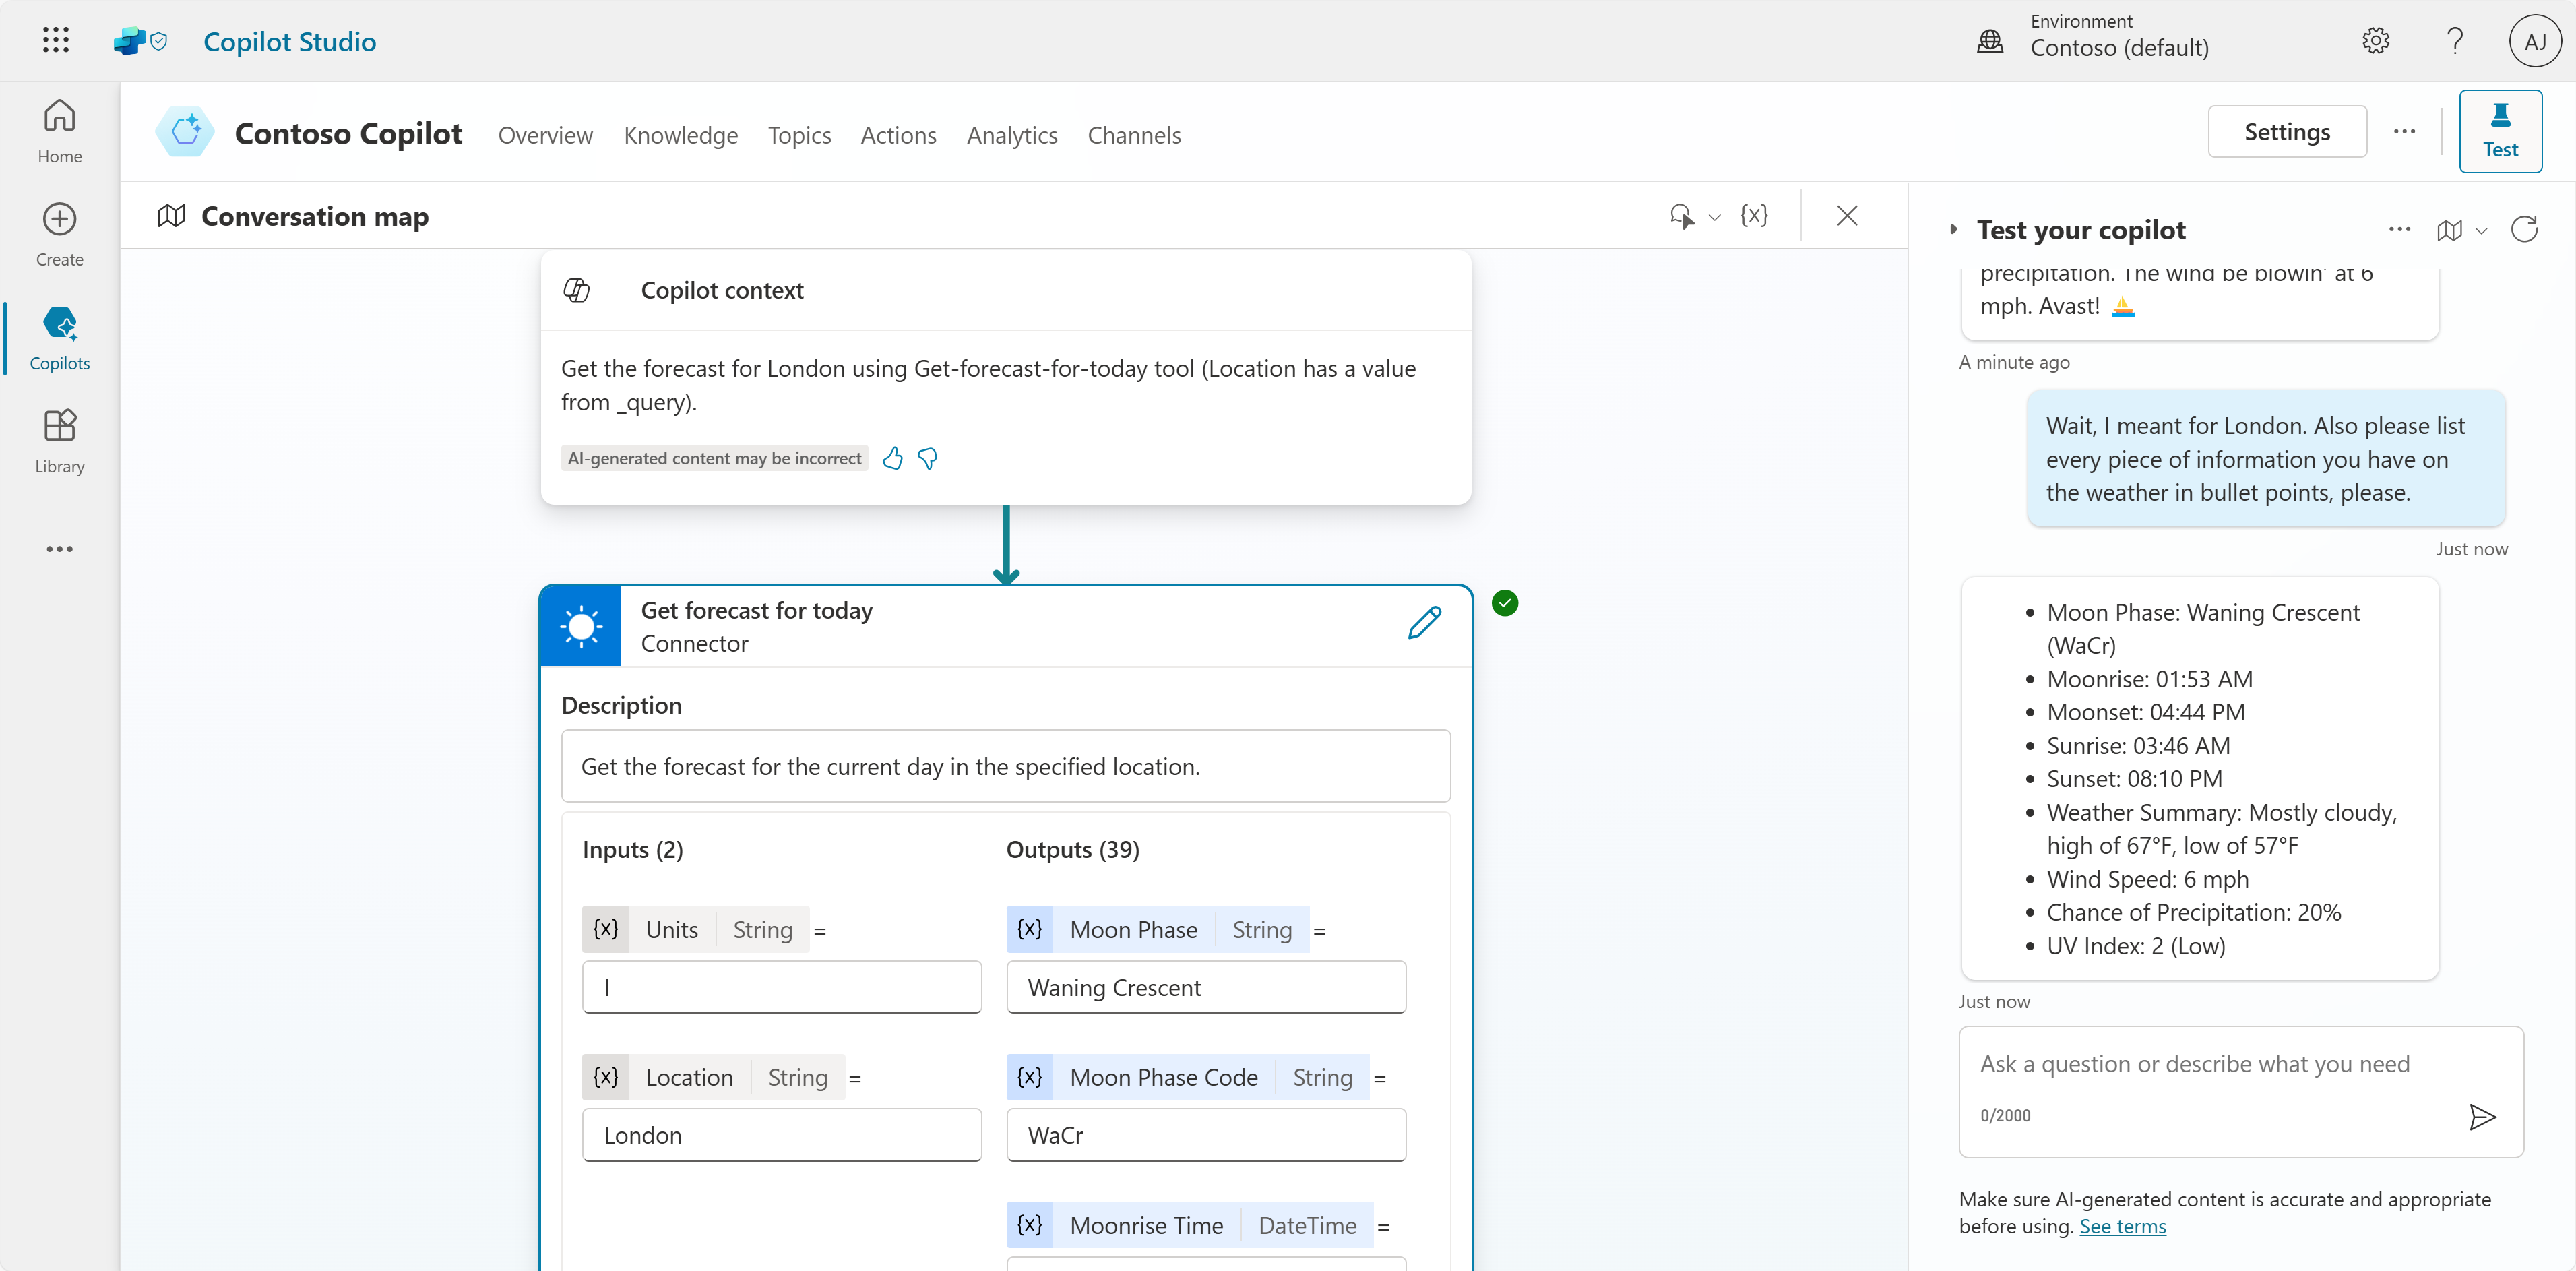 Copilot Studio
Environment
Contoso (default)
AJ
Home
Create
Copilots
Library
Contoso Copilot
Overview
Knowledge
Topics
Actions
Analytics
Channels
Settings
Test
Conversation map
{x}
Copilot context
Get the forecast for London using Get-forecast-for-today tool (Location has a value
from _query).
AI-generated content may be incorrect
Get forecast for today
Connector
Description
Get the forecast for the current day in the specified location.
Inputs (2)
{x} Units String =
I
{x} Location String =
London
Outputs (39)
{x} Moon Phase String =
Waning Crescent
{x} Moon Phase Code String =
WaCr
{x} Moonrise Time DateTime =
Test your copilot
precipitation. The wind be blowin' at 6
mph. Avast! ⛵
A minute ago
Wait, I meant for London. Also please list
every piece of information you have on
the weather in bullet points, please.
Just now
• Moon Phase: Waning Crescent
(WaCr)
• Moonrise: 01:53 AM
• Moonset: 04:44 PM
• Sunrise: 03:46 AM
• Sunset: 08:10 PM
• Weather Summary: Mostly cloudy,
high of 67°F, low of 57°F
• Wind Speed: 6 mph
• Chance of Precipitation: 20%
• UV Index: 2 (Low)
Just now
Ask a question or describe what you need
0/2000
Make sure AI-generated content is accurate and appropriate
before using. See terms